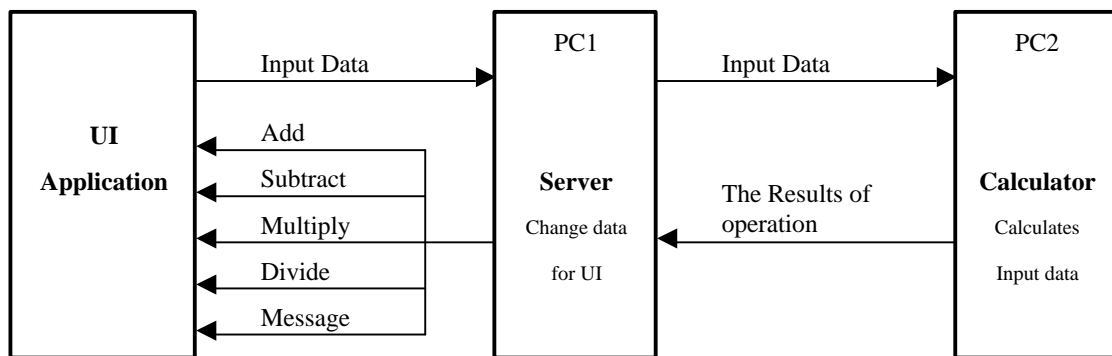 UI
Application
Input Data
Add
Subtract
Multiply
Divide
Message
PC1
Server
Change data
for UI
Input Data
The Results of
operation
PC2
Calculator
Calculates
Input data